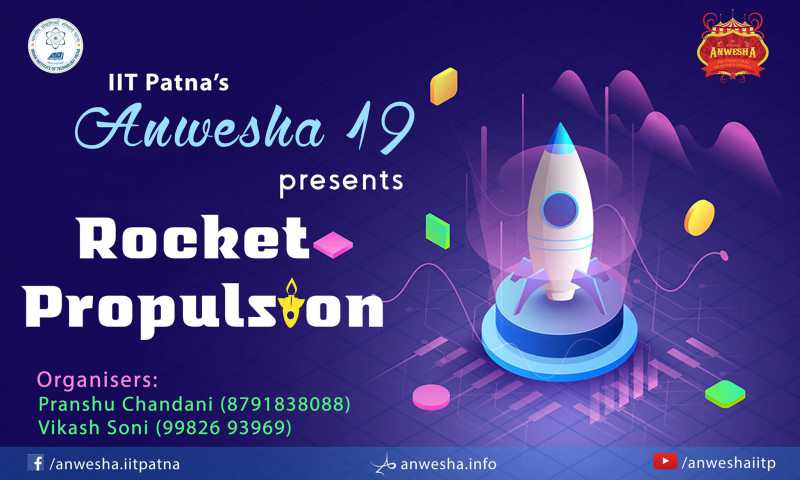 ANWESHA
IIT Patna's
Anwesha 19
presents
Rocket
Propulsion
Organisers:
Pranshu Chandani (8791838088)
Vikash Soni (99826 93969)
/anwesha.iitpatna
anwesha.info
/anweshaiitp